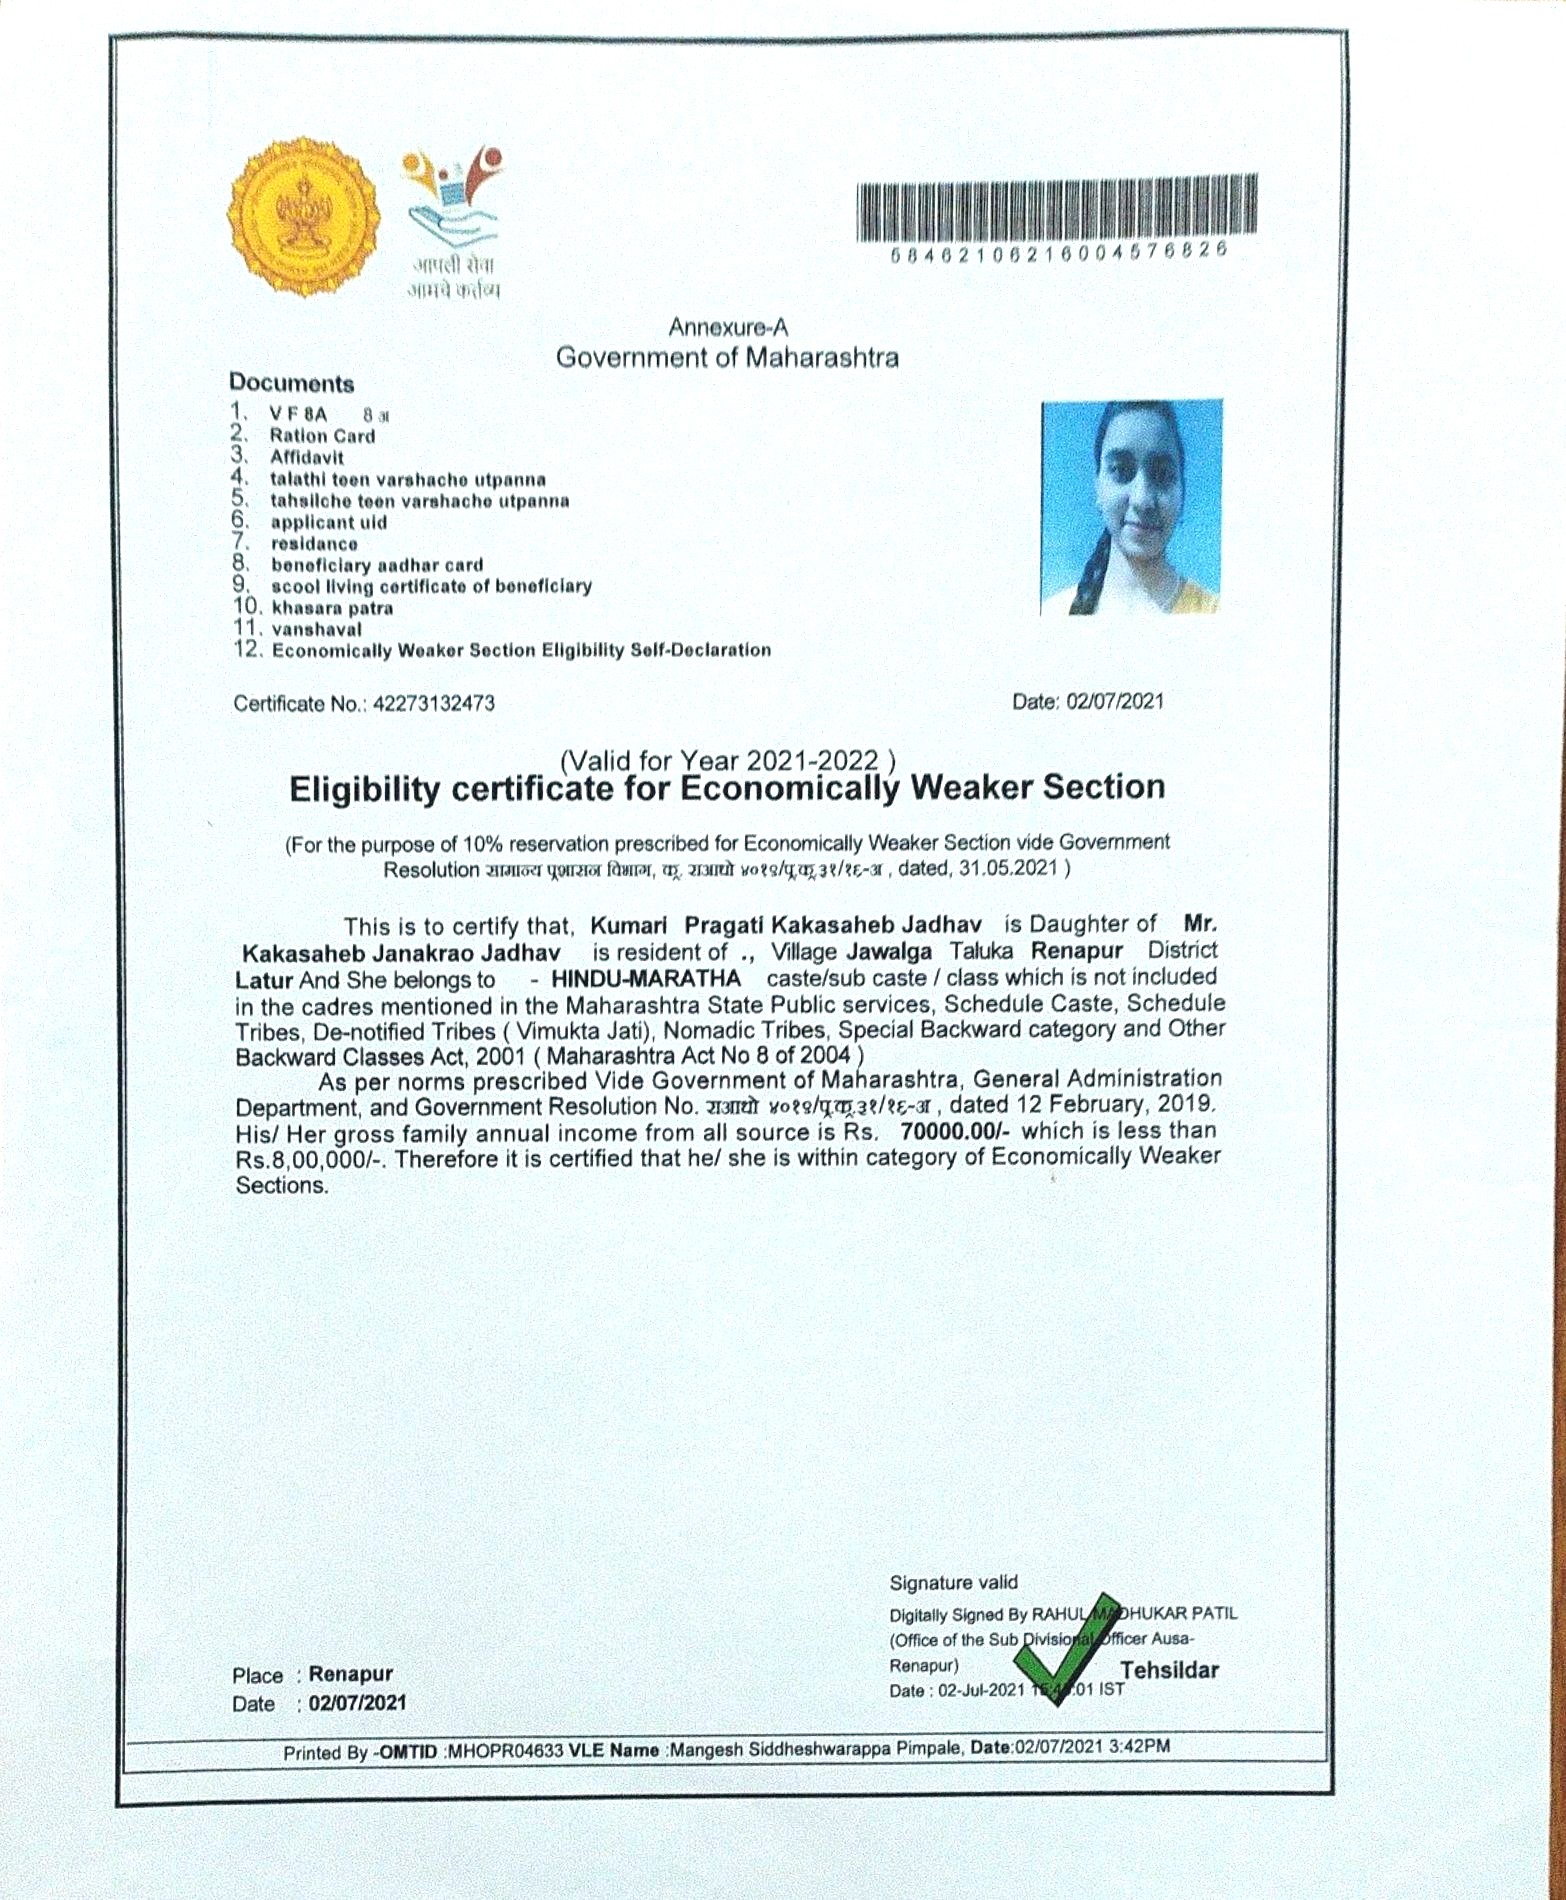 आपली सेवा
आमचे कर्तव्य
68462106216004576826
Annexure-A
Government of Maharashtra
Documents
1. V F 8A 8 अ
2. Ration Card
3. Affidavit
4. talathi teen varshache utpanna
5. tahsilche teen varshache utpanna
6. applicant uid
7. residance
8. beneficiary aadhar card
9. scool living certificate of beneficiary
10. khasara patra
11. vanshaval
12. Economically Weaker Section Eligibility Self-Declaration
Certificate No.: 42273132473 Date: 02/07/2021
(Valid for Year 2021-2022 )
Eligibility certificate for Economically Weaker Section
(For the purpose of 10% reservation prescribed for Economically Weaker Section vide Government
Resolution सामान्य प्रशासन विभाग, क्र. राआधो ४०१९/प्र.क्र.३१/१६-अ , dated, 31.05.2021 )
This is to certify that, Kumari Pragati Kakasaheb Jadhav is Daughter of Mr.
Kakasaheb Janakrao Jadhav is resident of ., Village Jawalga Taluka Renapur District
Latur And She belongs to - HINDU-MARATHA caste/sub caste / class which is not included
in the cadres mentioned in the Maharashtra State Public services, Schedule Caste, Schedule
Tribes, De-notified Tribes ( Vimukta Jati), Nomadic Tribes, Special Backward category and Other
Backward Classes Act, 2001 ( Maharashtra Act No 8 of 2004 )
As per norms prescribed Vide Government of Maharashtra, General Administration
Department, and Government Resolution No. राआधो ४०१९/प्र.क्र.३१/१६-अ , dated 12 February, 2019.
His/ Her gross family annual income from all source is Rs. 70000.00/- which is less than
Rs.8,00,000/-. Therefore it is certified that he/ she is within category of Economically Weaker
Sections.
Signature valid
Digitally Signed By RAHUL MADHUKAR PATIL
(Office of the Sub Divisional Officer Ausa-
Renapur)
Tehsildar
Date : 02-Jul-2021 IST
Place : Renapur
Date : 02/07/2021
Printed By -OMTID :MHOPR04633 VLE Name :Mangesh Siddheshwarappa Pimpale, Date:02/07/2021 3:42PM